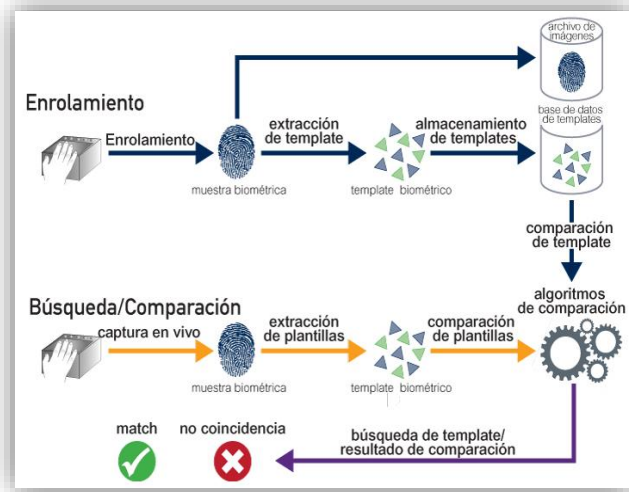 archivo de
imágenes
Enrolamiento
Enrolamiento
extracción
de template
almacenamiento
de templates
base de datos
de templates
muestra biométrica
template biométrico
comparación
de template
Búsqueda/Comparación
captura en vivo
extracción
de plantillas
comparación
de plantillas
algoritmos
de comparación
muestra biométrica
template biométrico
match
no coincidencia
búsqueda de template/
resultado de comparación